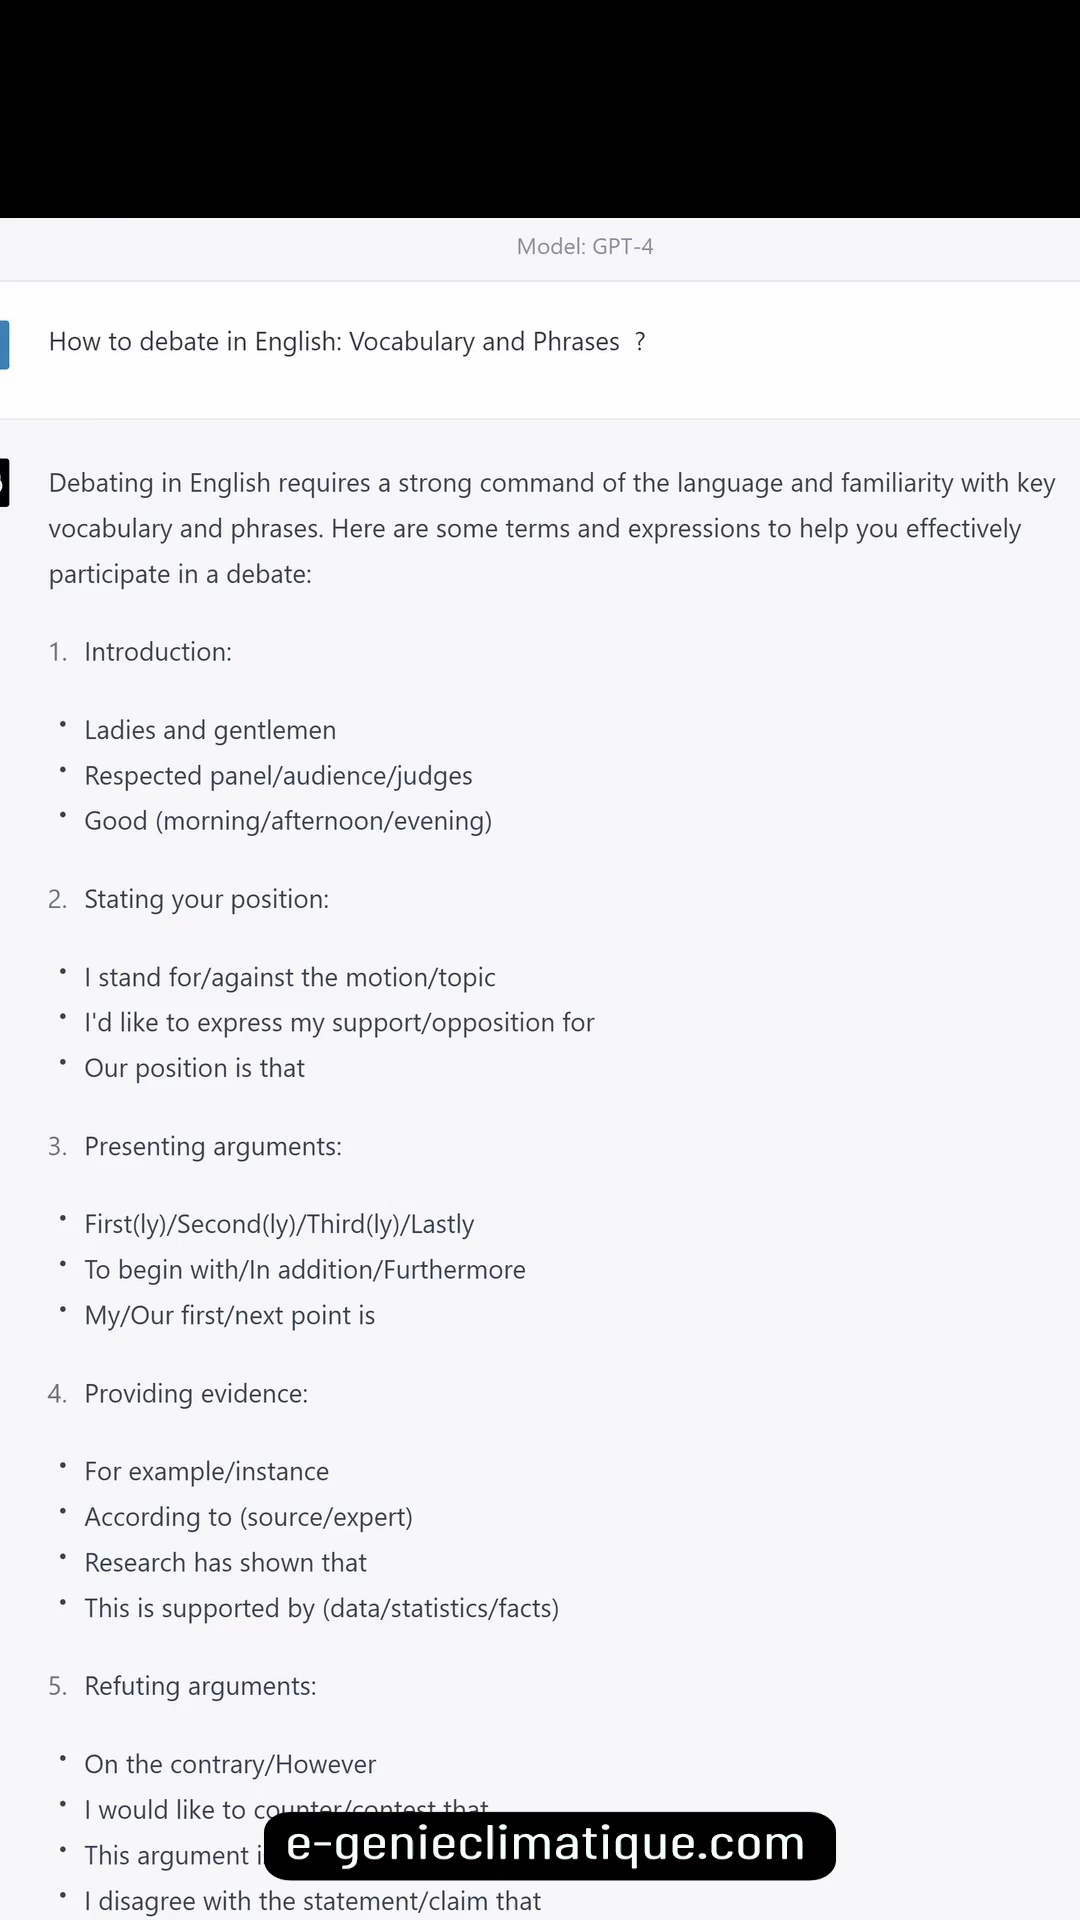 Model: GPT-4
How to debate in English: Vocabulary and Phrases ?
Debating in English requires a strong command of the language and familiarity with key
vocabulary and phrases. Here are some terms and expressions to help you effectively
participate in a debate:
1. Introduction:
• Ladies and gentlemen
• Respected panel/audience/judges
• Good (morning/afternoon/evening)
2. Stating your position:
• I stand for/against the motion/topic
• I'd like to express my support/opposition for
• Our position is that
3. Presenting arguments:
• First(ly)/Second(ly)/Third(ly)/Lastly
• To begin with/In addition/Furthermore
• My/Our first/next point is
4. Providing evidence:
• For example/instance
• According to (source/expert)
• Research has shown that
• This is supported by (data/statistics/facts)
5. Refuting arguments:
• On the contrary/However
• I would like to counter/contest that
• This argument
• I disagree with the statement/claim that
e-genieclimatique.com